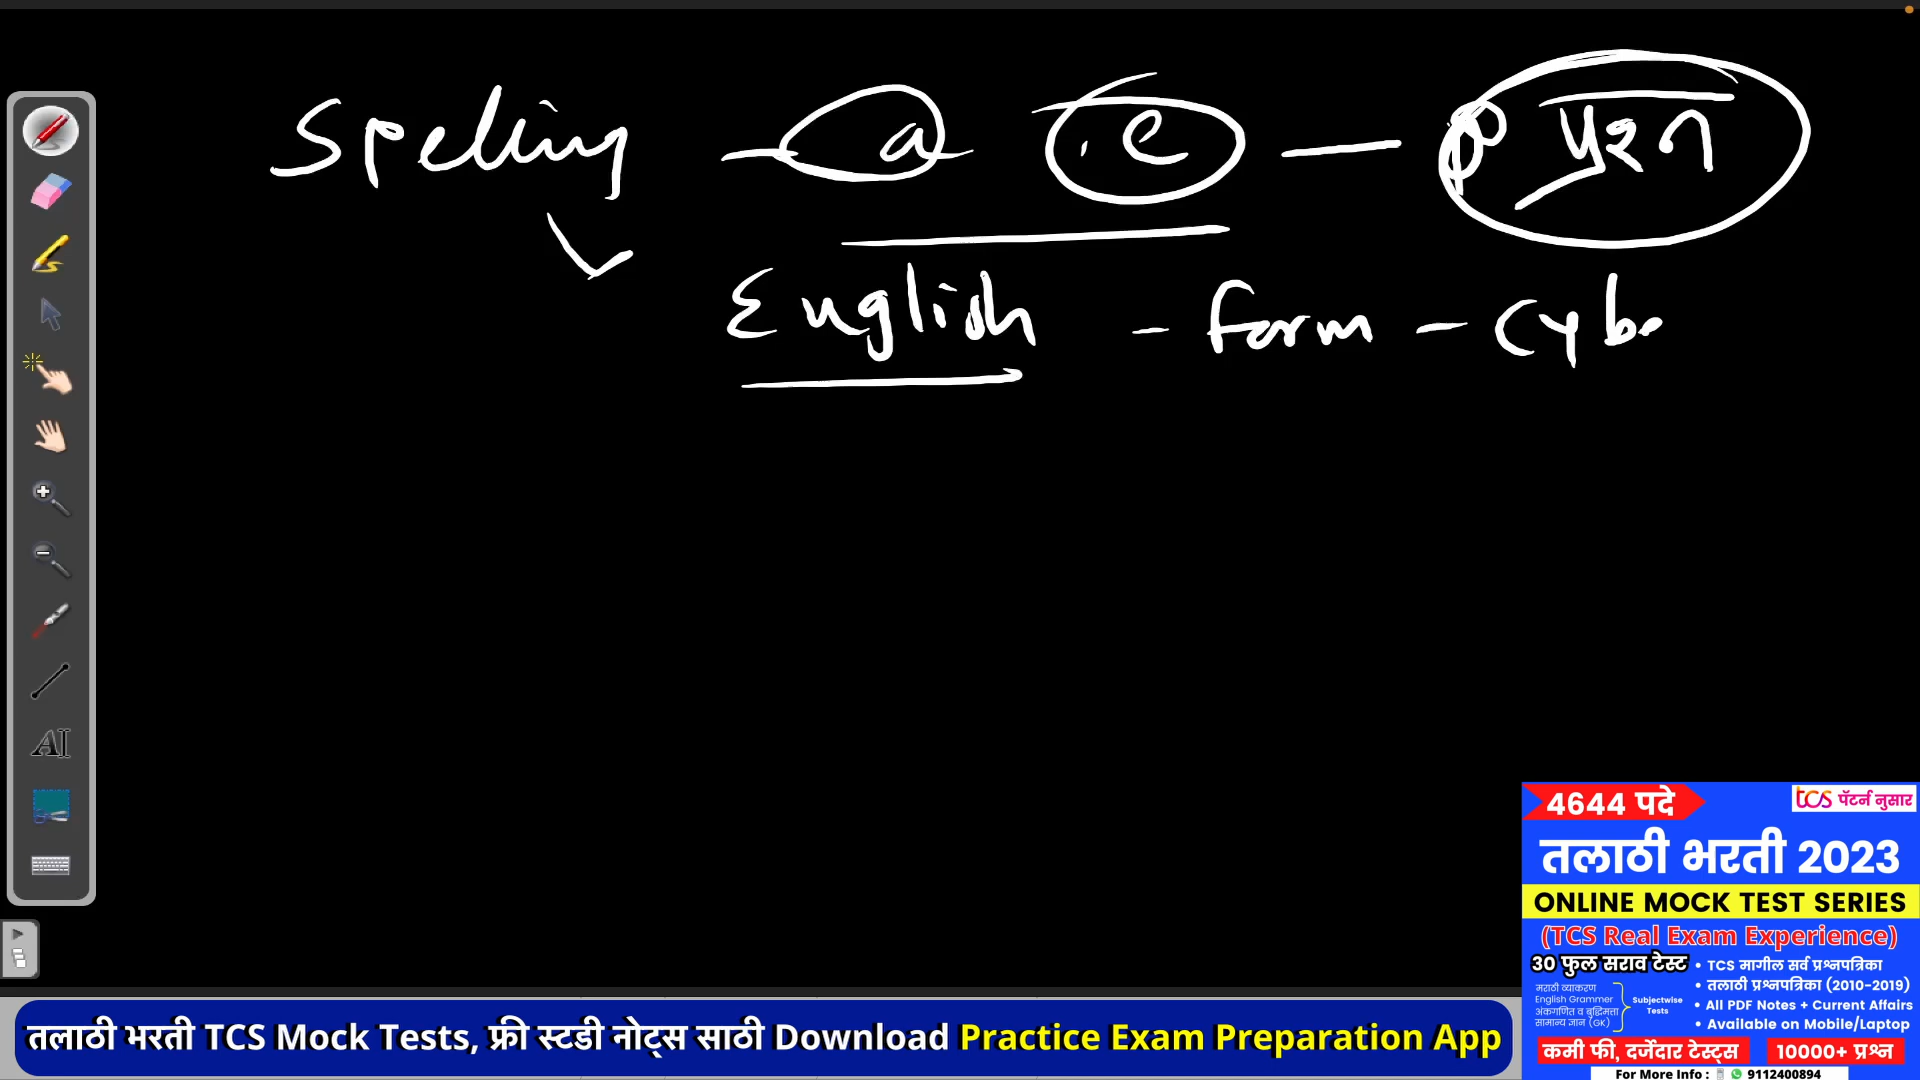 Spelling — a e — प्रश्न
English - form - Cybe
4644 पदे
tcs पॅटर्न नुसार
तलाठी भरती 2023
ONLINE MOCK TEST SERIES
(TCS Real Exam Experience)
30 फुल सराव टेस्ट
मराठी व्याकरण
English Grammer
अंकगणित व बुद्धिमत्ता
सामान्य ज्ञान (GK)
Subjectwise
Tests
• TCS मागील सर्व प्रश्नपत्रिका
• तलाठी प्रश्नपत्रिका (2010-2019)
• All PDF Notes + Current Affairs
• Available on Mobile/Laptop
कमी फी, दर्जेदार टेस्ट्स
10000+ प्रश्न
For More Info : 9112400894
तलाठी भरती TCS Mock Tests, फ्री स्टडी नोट्स साठी Download Practice Exam Preparation App